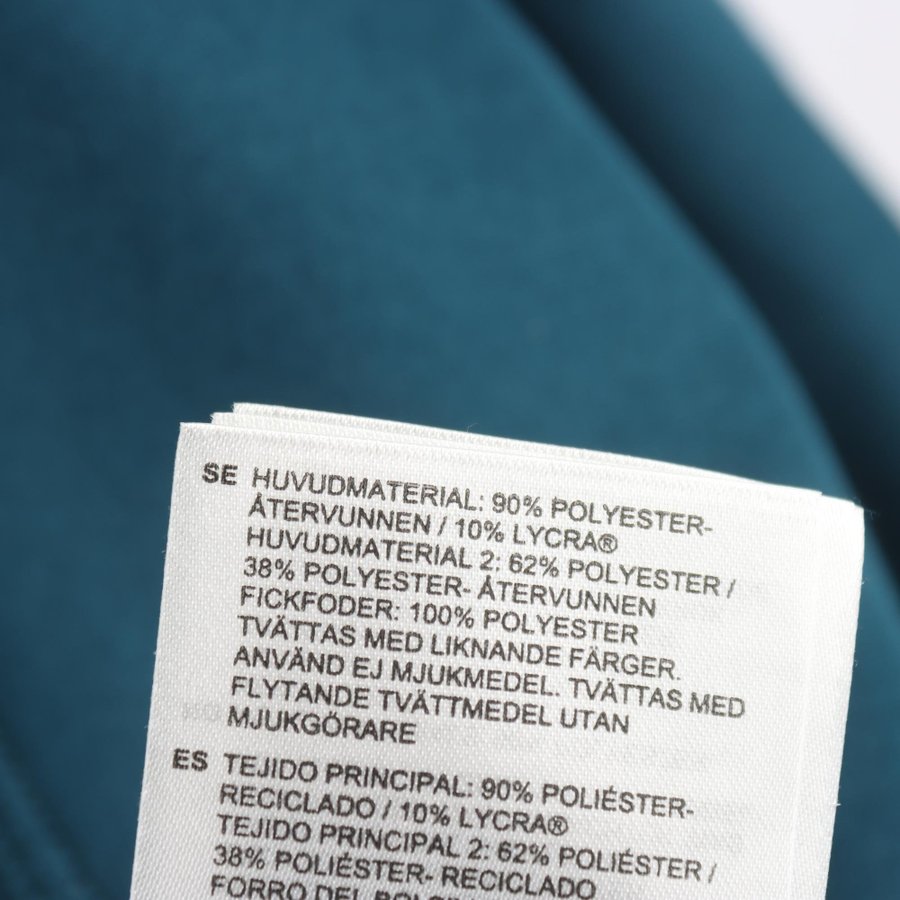 SE HUVUDMATERIAL: 90% POLYESTER-
ÅTERVUNNEN / 10% LYCRA®
HUVUDMATERIAL 2: 62% POLYESTER /
38% POLYESTER- ÅTERVUNNEN
FICKFODER: 100% POLYESTER
TVÄTTAS MED LIKNANDE FÄRGER.
ANVÄND EJ MJUKMEDEL. TVÄTTAS MED
FLYTANDE TVÄTTMEDEL UTAN
MJUKGÖRARE
ES TEJIDO PRINCIPAL: 90% POLIÉSTER-
RECICLADO / 10% LYCRA®
TEJIDO PRINCIPAL 2: 62% POLIÉSTER /
38% POLIÉSTER- RECICLADO
FORRO DEL